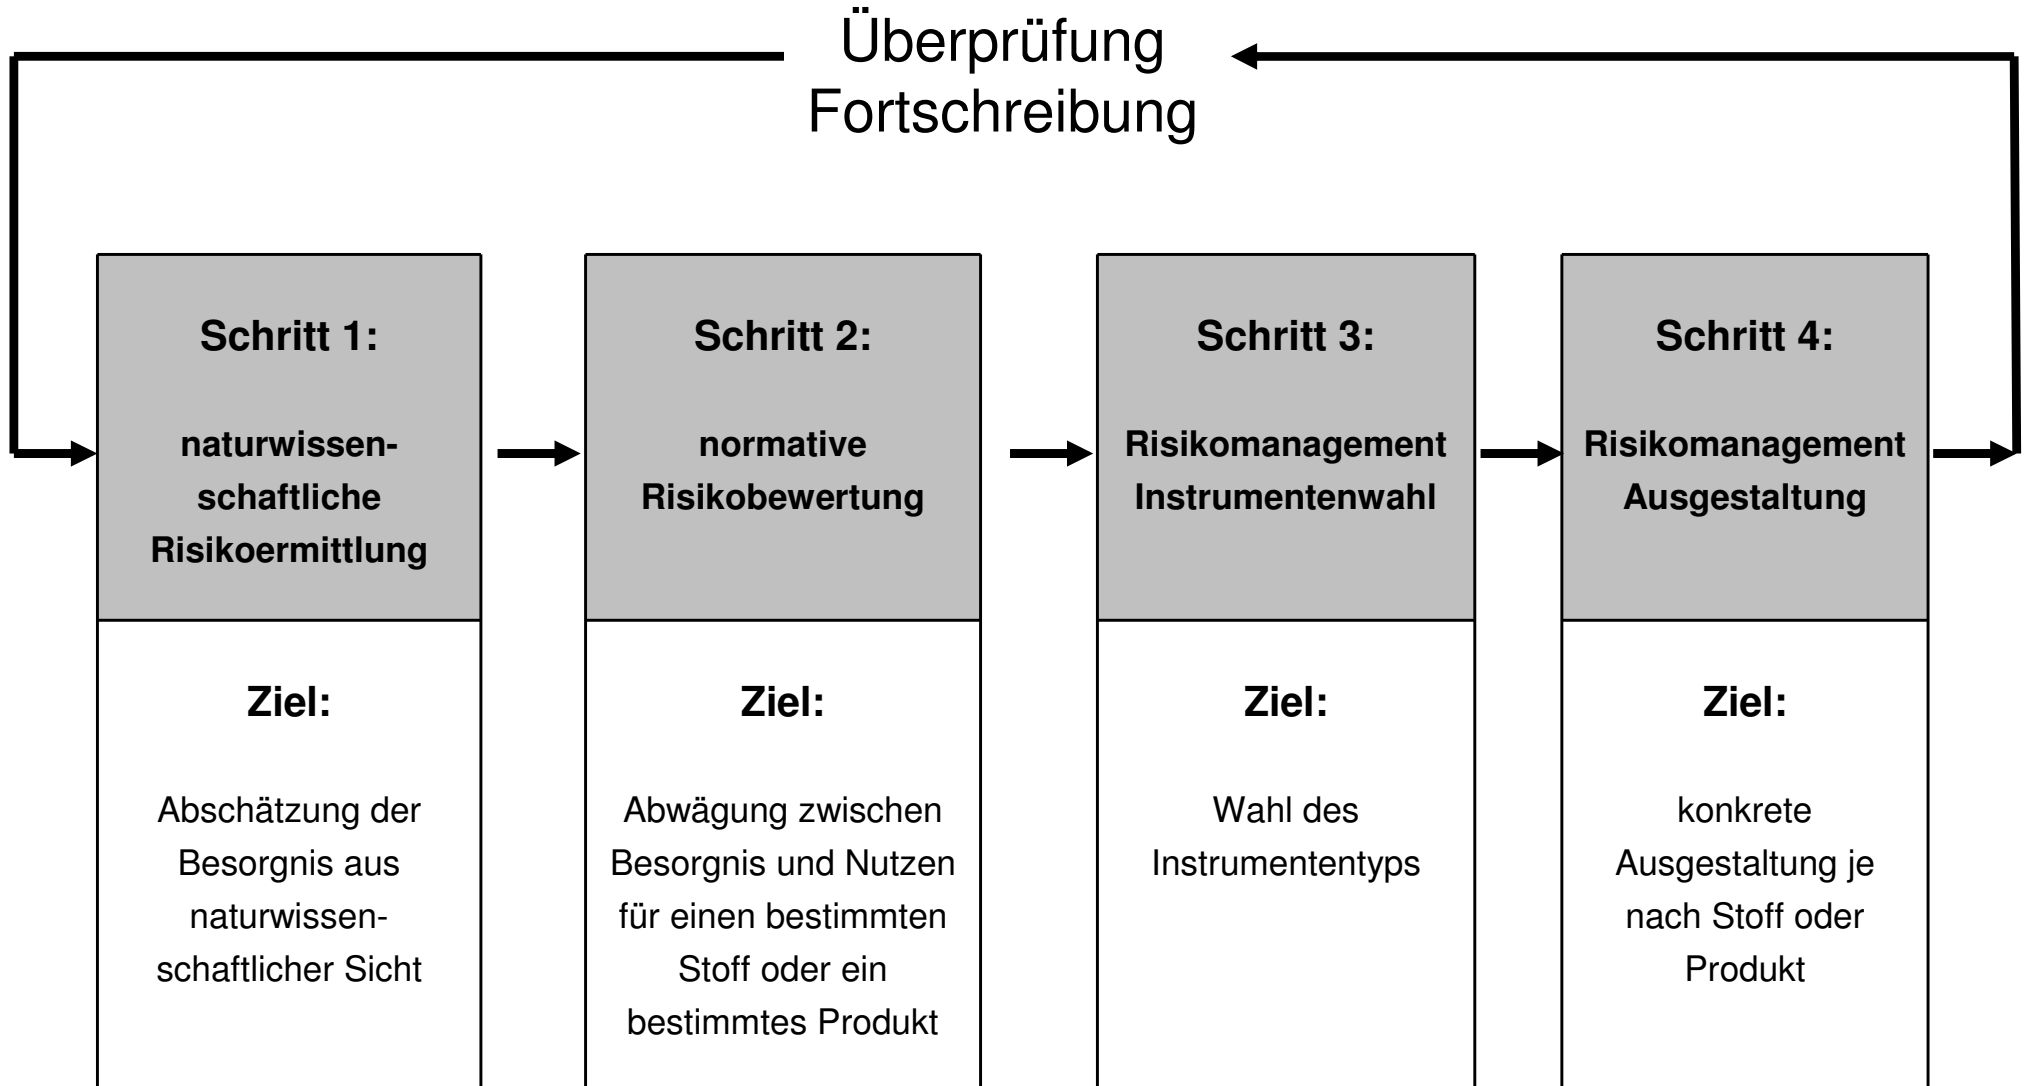 Überprüfung
Fortschreibung
Schritt 1:
naturwissen-
schaftliche
Risikoermittlung
Ziel:
Abschätzung der
Besorgnis aus
naturwissen-
schaftlicher Sicht
Schritt 2:
normative
Risikobewertung
Ziel:
Abwägung zwischen
Besorgnis und Nutzen
für einen bestimmten
Stoff oder ein
bestimmtes Produkt
Schritt 3:
Risikomanagement
Instrumentenwahl
Ziel:
Wahl des
Instrumententyps
Schritt 4:
Risikomanagement
Ausgestaltung
Ziel:
konkrete
Ausgestaltung je
nach Stoff oder
Produkt